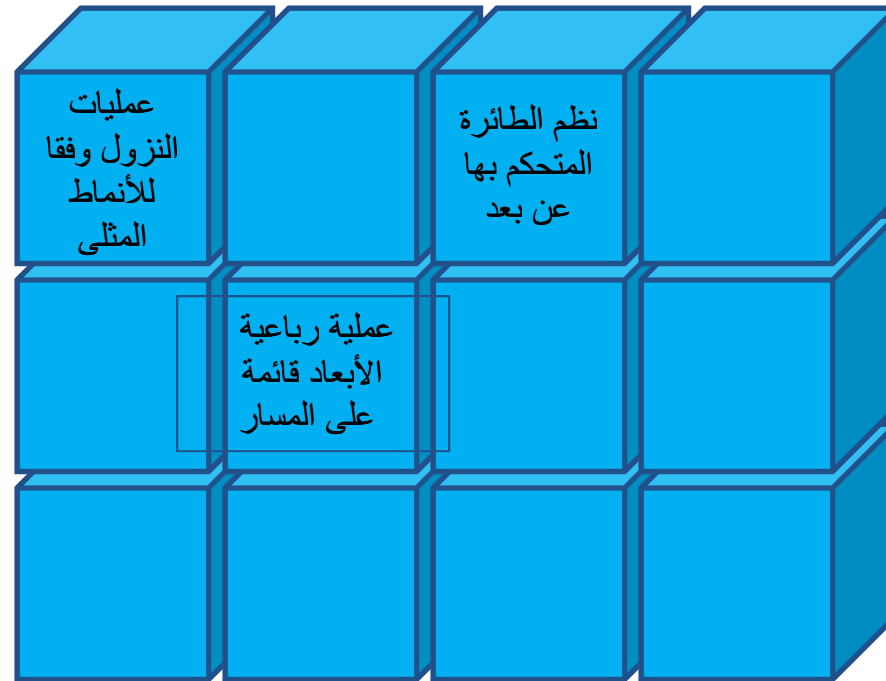 نظم الطائرة
المتحكم بها
عن بعد
عمليات
النزول وفقا
للأنماط
المثلى
عملية رباعية
الأبعاد قائمة
على المسار